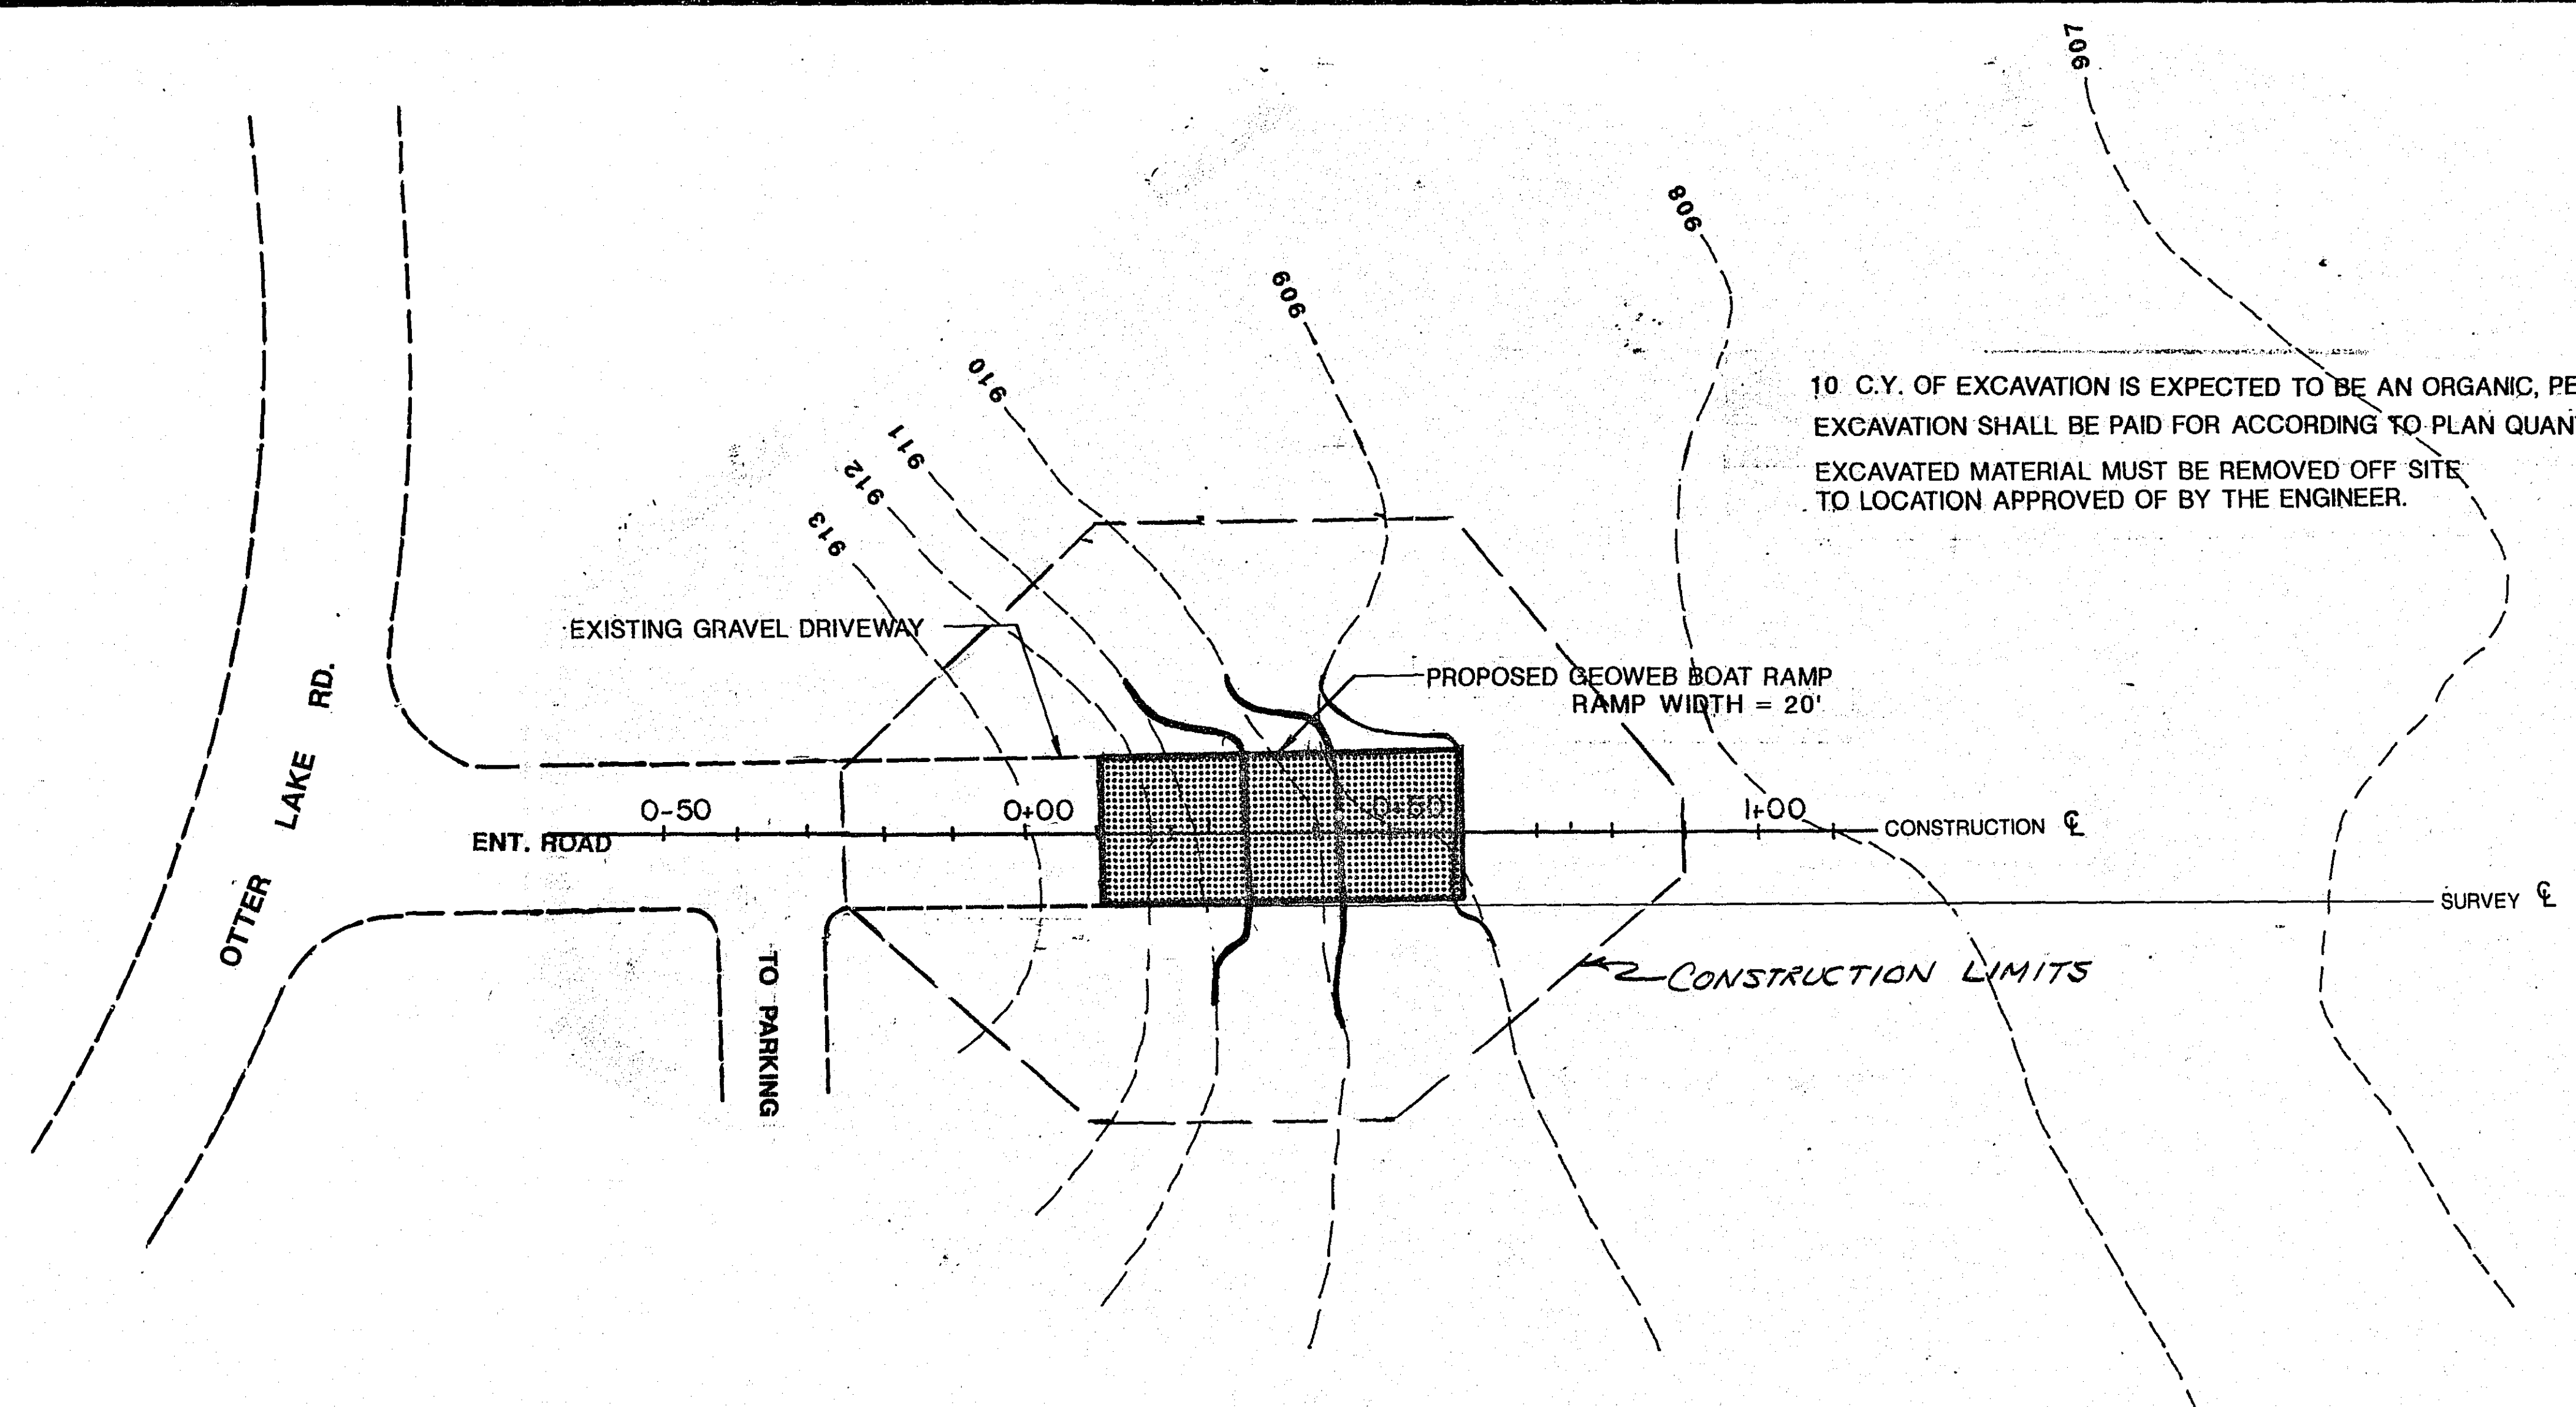 907
908
909
910
911
912
913
10 C.Y. OF EXCAVATION IS EXPECTED TO BE AN ORGANIC, PE
EXCAVATION SHALL BE PAID FOR ACCORDING TO PLAN QUAN
EXCAVATED MATERIAL MUST BE REMOVED OFF SITE
TO LOCATION APPROVED OF BY THE ENGINEER.
EXISTING GRAVEL DRIVEWAY
PROPOSED GEOWEB BOAT RAMP
RAMP WIDTH = 20'
OTTER LAKE RD.
0-50
0+00
0+50
1+00
ENT. ROAD
CONSTRUCTION ℄
SURVEY ℄
TO PARKING
CONSTRUCTION LIMITS